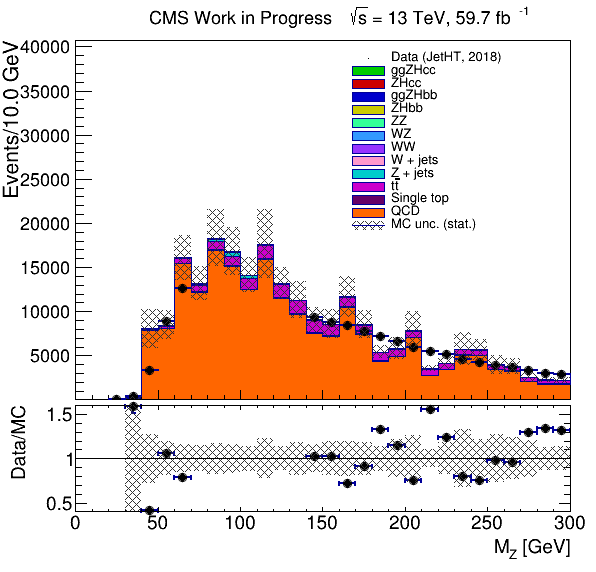 CMS Work in Progress √s = 13 TeV, 59.7 fb⁻¹
Events/10.0 GeV
40000
35000
30000
25000
20000
15000
10000
5000
Data (JetHT, 2018)
ggZHcc
ZHcc
ggZHbb
ZHbb
ZZ
WZ
WW
W + jets
Z + jets
tt̅
Single top
QCD
MC unc. (stat.)
Data/MC
1.5
1
0.5
0 50 100 150 200 250 300
M_Z [GeV]